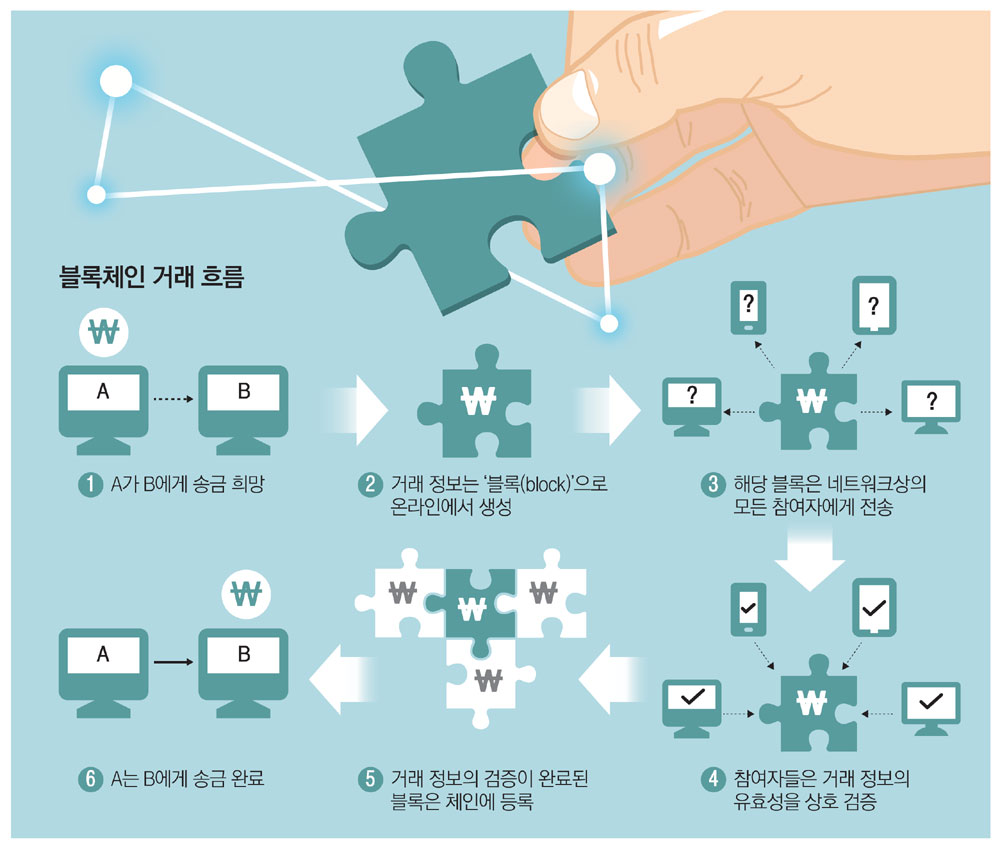 블록체인 거래 흐름
₩
A
B
1 A가 B에게 송금 희망
₩
2 거래 정보는 ‘블록(block)’으로
온라인에서 생성
?
?
?
₩
?
3 해당 블록은 네트워크상의
모든 참여자에게 전송
₩
4 참여자들은 거래 정보의
유효성을 상호 검증
₩
₩
₩
₩
5 거래 정보의 검증이 완료된
블록은 체인에 등록
₩
A
B
6 A는 B에게 송금 완료